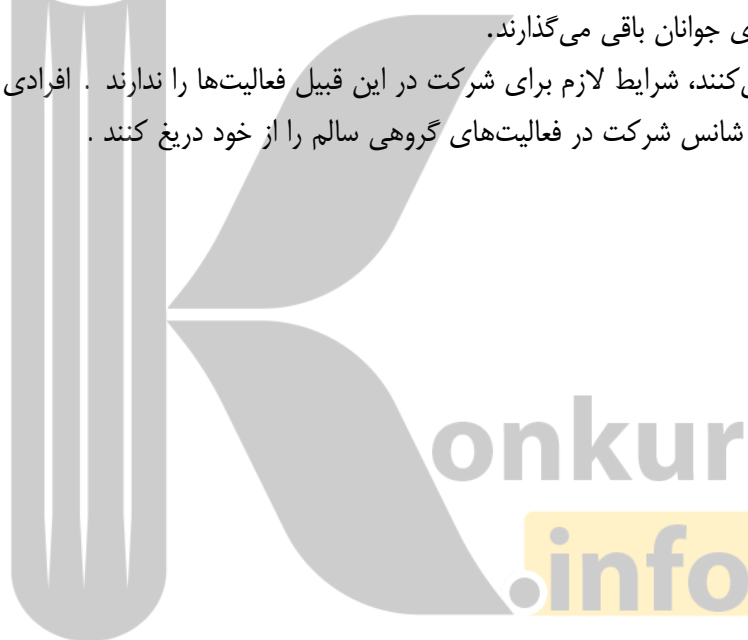 ی جوانان باقی می‌گذارند.
ی‌کنند، شرایط لازم برای شرکت در این قبیل فعالیت‌ها را ندارند . افرادی
شانس شرکت در فعالیت‌های گروهی سالم را از خود دریغ کنند .
Konkur
.info